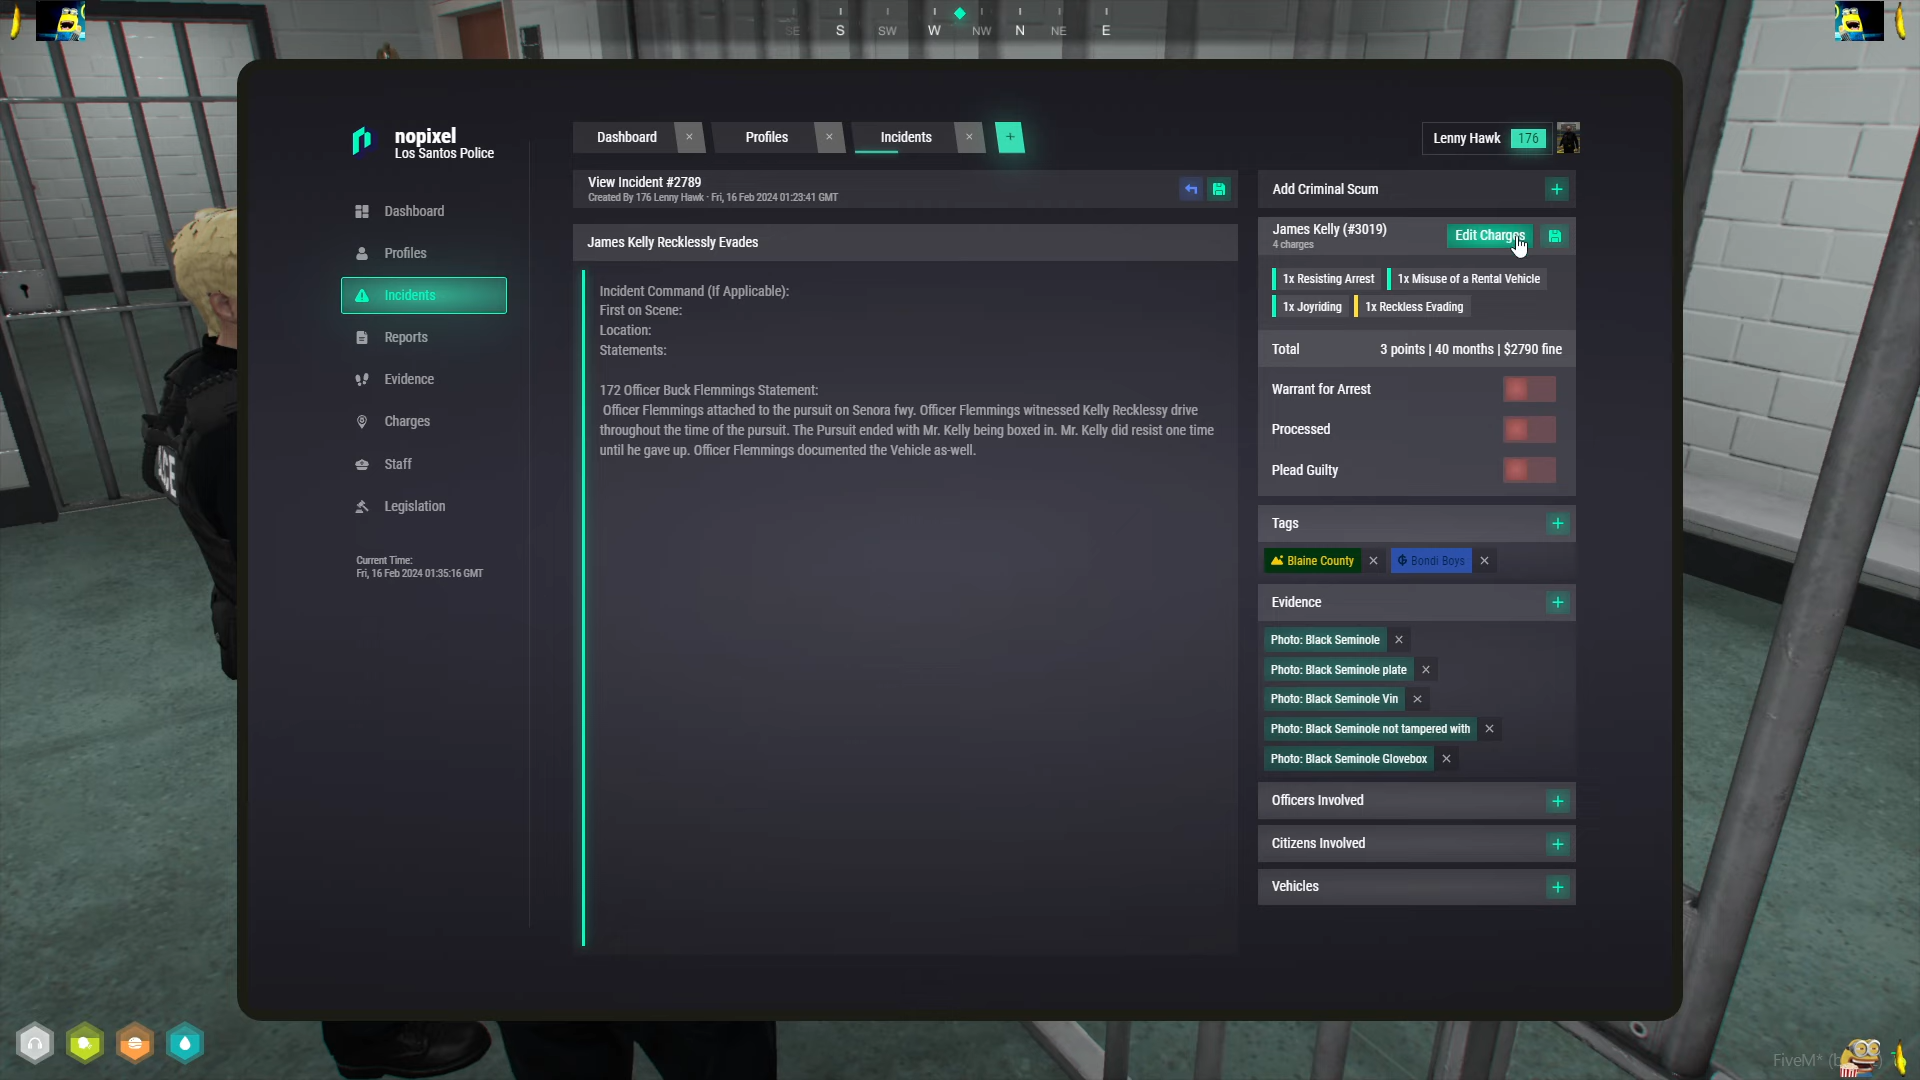 SE S SW W NW N NE E
nopixel
Los Santos Police
Dashboard
Profiles
Incidents
Reports
Evidence
Charges
Staff
Legislation
Current Time:
Fri, 16 Feb 2024 01:35:16 GMT
Dashboard × Profiles × Incidents × +
Lenny Hawk 176
View Incident #2789
Created By 176 Lenny Hawk · Fri, 16 Feb 2024 01:23:41 GMT
James Kelly Recklessly Evades
Incident Command (If Applicable):
First on Scene:
Location:
Statements:
172 Officer Buck Flemmings Statement:
Officer Flemmings attached to the pursuit on Senora fwy. Officer Flemmings witnessed Kelly Recklessy drive
throughout the time of the pursuit. The Pursuit ended with Mr. Kelly being boxed in. Mr. Kelly did resist one time
until he gave up. Officer Flemmings documented the Vehicle as-well.
Add Criminal Scum +
James Kelly (#3019)
4 charges
Edit Charges
1x Resisting Arrest 1x Misuse of a Rental Vehicle
1x Joyriding 1x Reckless Evading
Total 3 points | 40 months | $2790 fine
Warrant for Arrest
Processed
Plead Guilty
Tags +
Blaine County × Bondi Boys ×
Evidence +
Photo: Black Seminole ×
Photo: Black Seminole plate ×
Photo: Black Seminole Vin ×
Photo: Black Seminole not tampered with ×
Photo: Black Seminole Glovebox ×
Officers Involved +
Citizens Involved +
Vehicles +
FiveM*